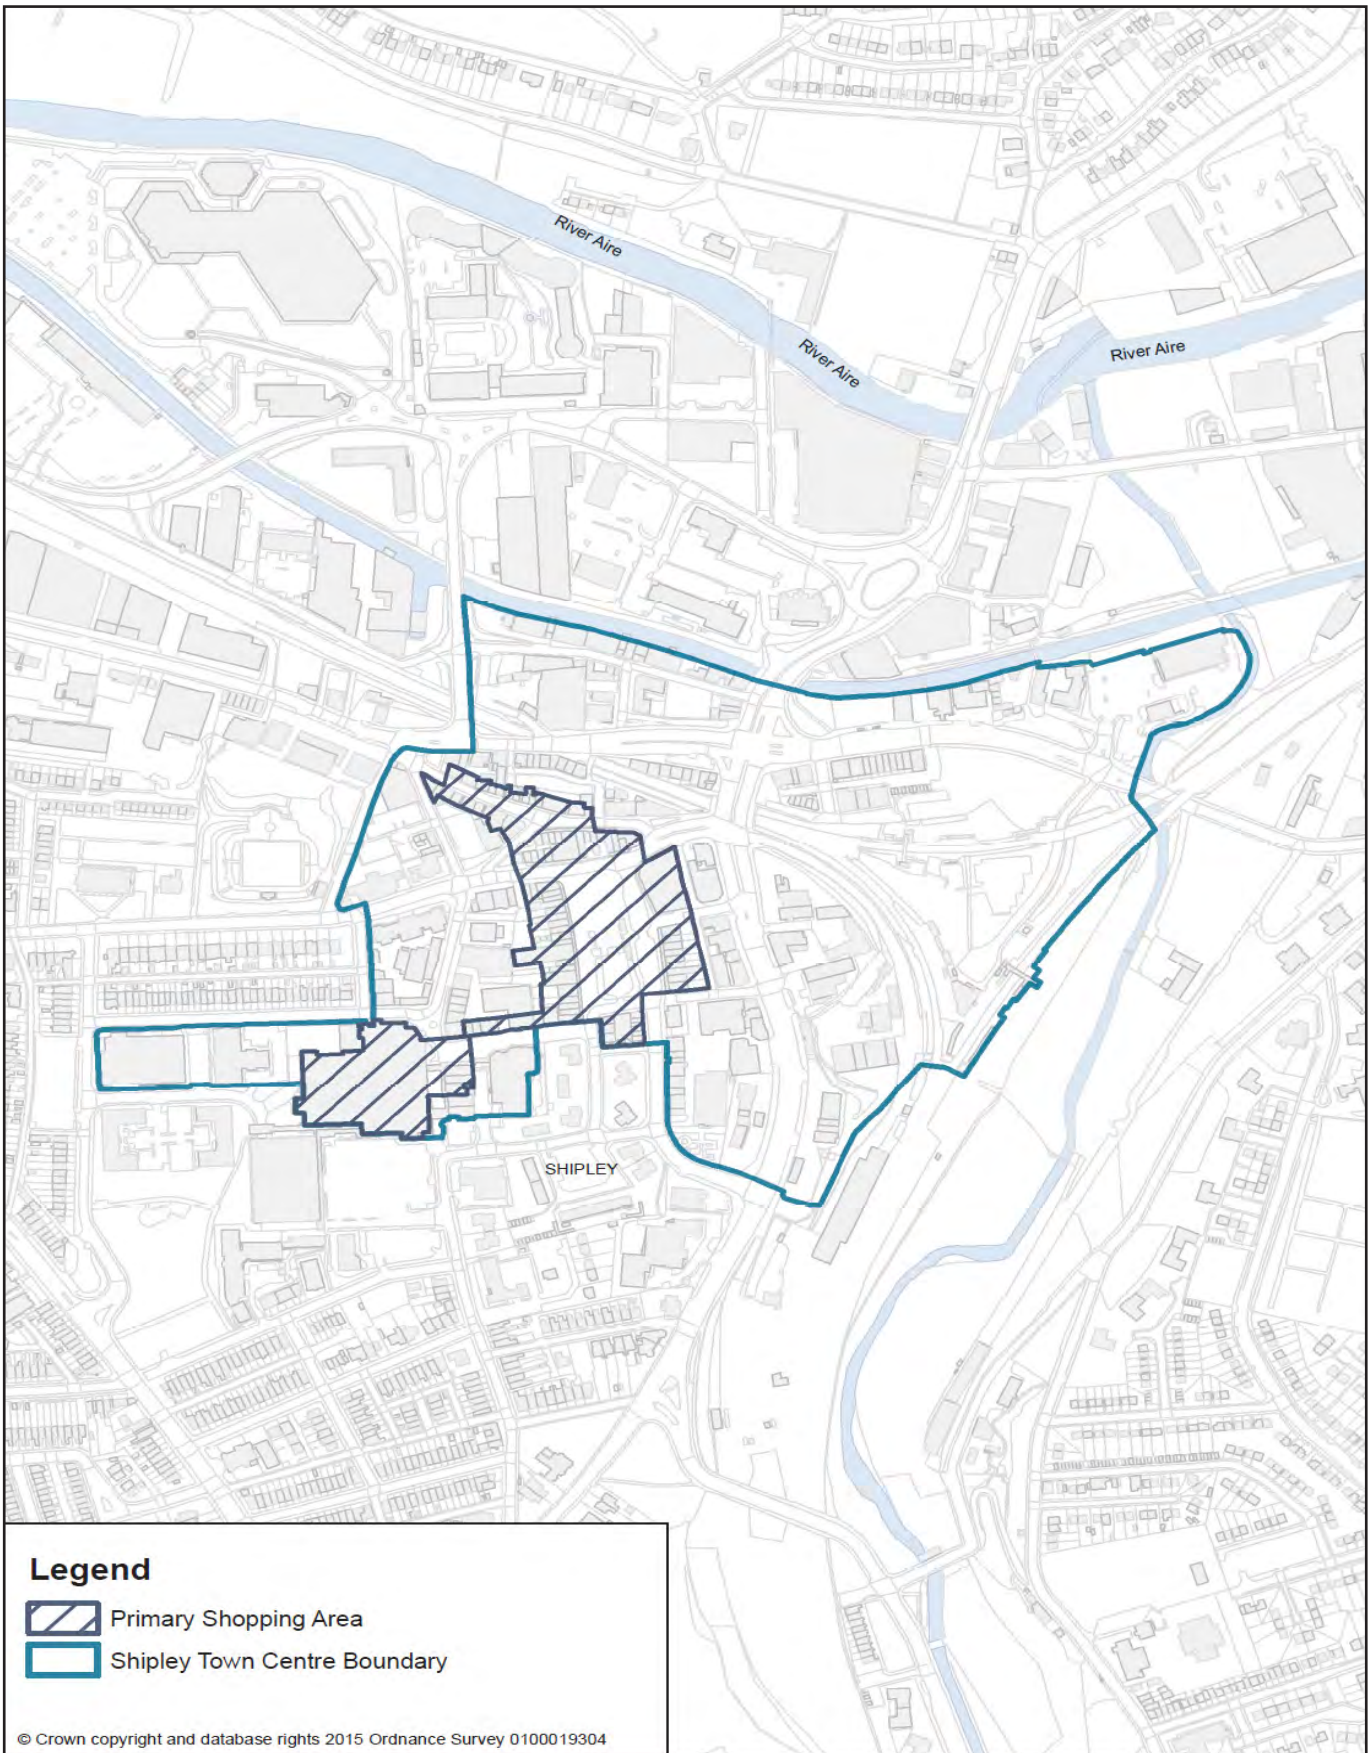 River Aire
River Aire
River Aire
SHIPLEY
Legend
Primary Shopping Area
Shipley Town Centre Boundary
© Crown copyright and database rights 2015 Ordnance Survey 0100019304